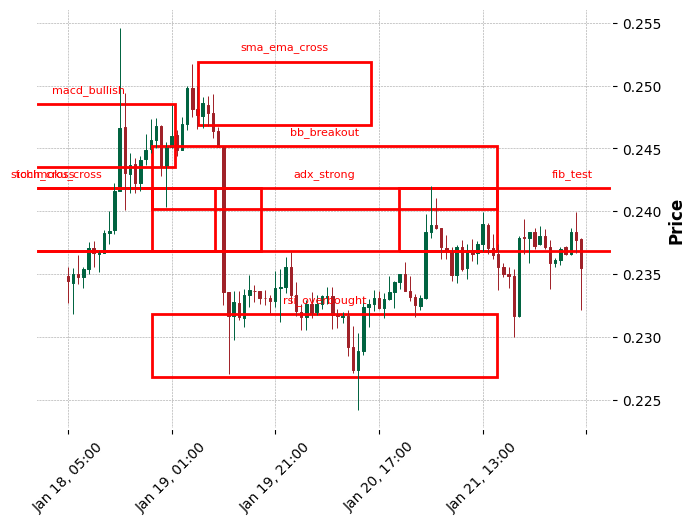 0.255
sma_ema_cross
macd_bullish
0.250
bb_breakout
0.245
adx_strong
fib_test
0.240
Price
0.235
rsi_overbought
0.230
0.225
Jan 18, 05:00
Jan 19, 01:00
Jan 19, 21:00
Jan 20, 17:00
Jan 21, 13:00